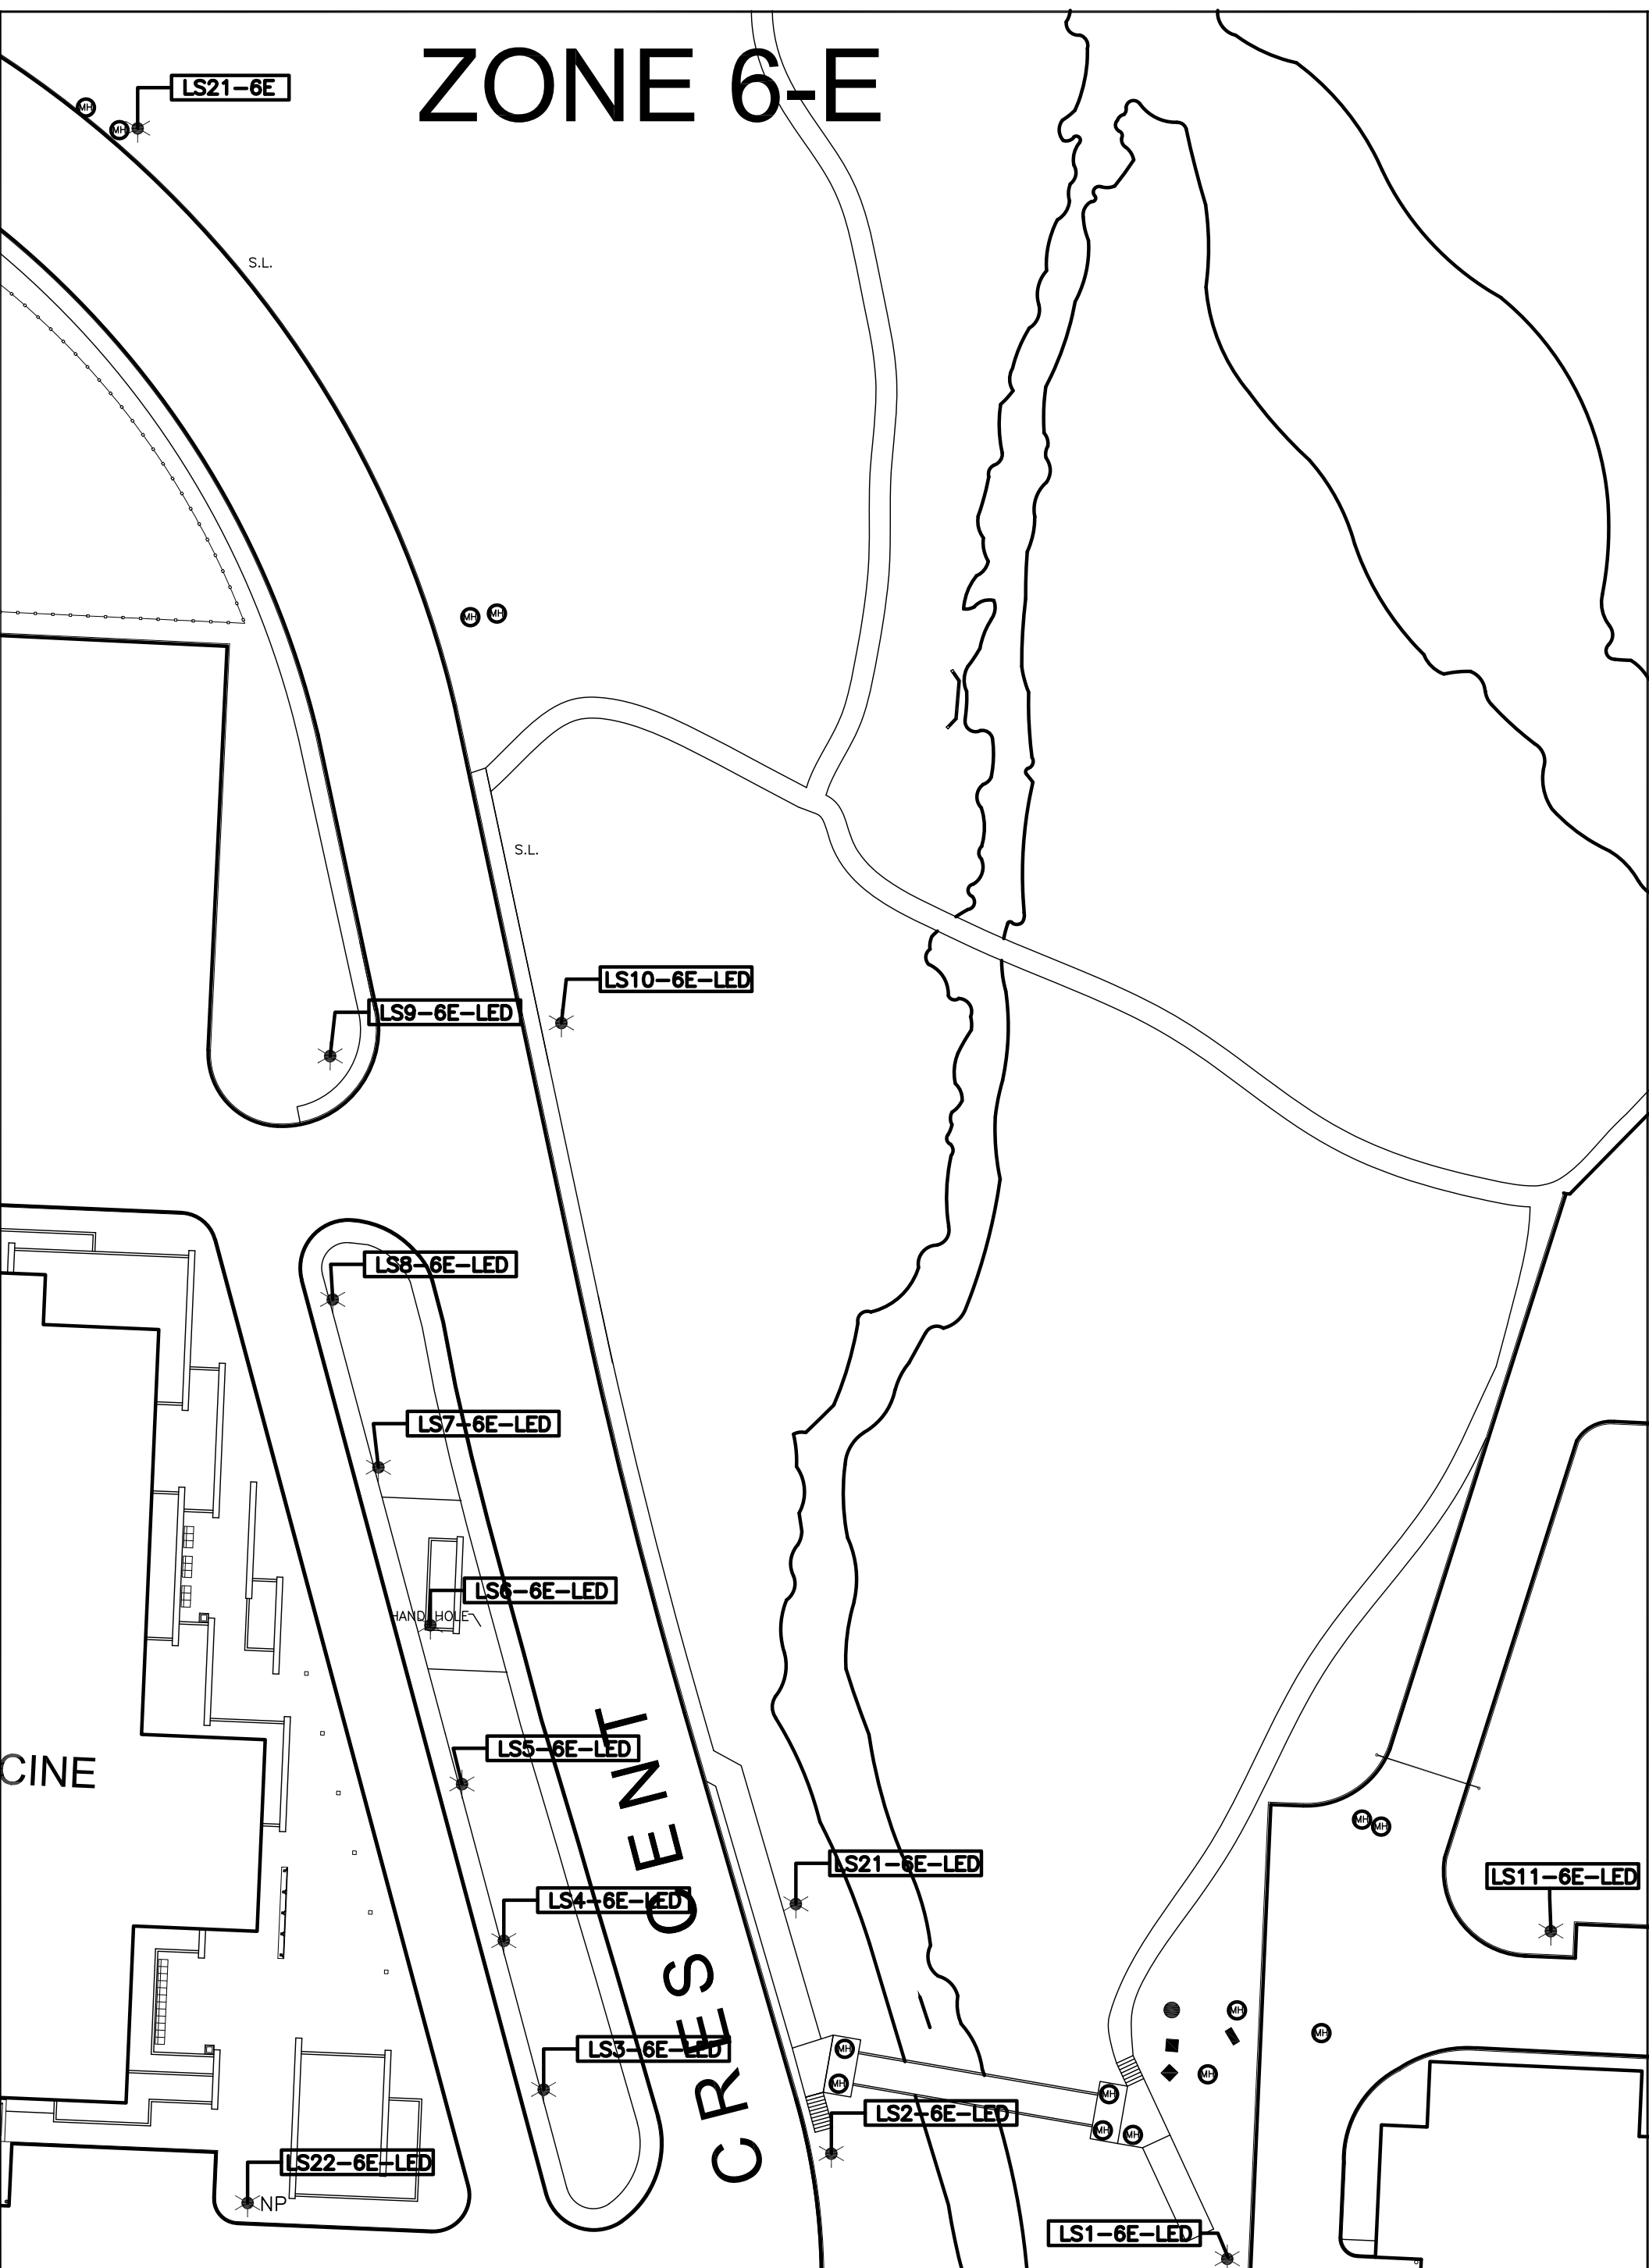 ZONE 6-E
LS21-6E
MH
MH
S.L.
MH
MH
S.L.
LS10-6E-LED
LS9-6E-LED
LS8-6E-LED
LS7-6E-LED
LS6-6E-LED
HAND HOLE
LS5-6E-LED
CINE
CRESCENT
MH
MH
LS21-6E-LED
LS11-6E-LED
LS4-6E-LED
MH
MH
LS3-6E-LED
MH
MH
MH
MH
LS2-6E-LED
MH
MH
LS22-6E-LED
NP
LS1-6E-LED